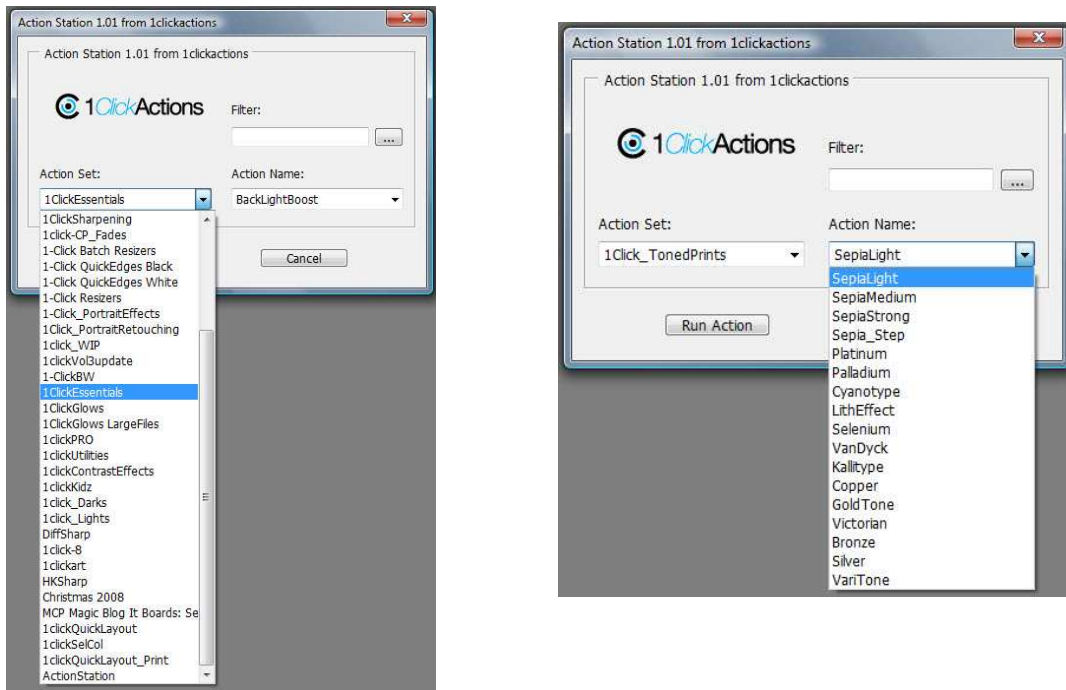 Action Station 1.01 from 1clickactions
Action Station 1.01 from 1clickactions
1ClickActions
Filter:
...
Action Set:
Action Name:
1ClickEssentials
BackLightBoost
Cancel
1ClickSharpening
1click-CP_Fades
1-Click Batch Resizers
1-Click QuickEdges Black
1-Click QuickEdges White
1-Click Resizers
1-Click_PortraitEffects
1Click_PortraitRetouching
1click_WIP
1clickVol3update
1-ClickBW
1ClickEssentials
1ClickGlows
1ClickGlows LargeFiles
1clickPRO
1clickUtilities
1clickContrastEffects
1clickKidz
1click_Darks
1click_Lights
DiffSharp
1click-8
1clickart
HKSharp
Christmas 2008
MCP Magic Blog It Boards: Se
1clickQuickLayout
1clickSelCol
1clickQuickLayout_Print
ActionStation
Action Station 1.01 from 1clickactions
Action Station 1.01 from 1clickactions
1ClickActions
Filter:
...
Action Set:
Action Name:
1Click_TonedPrints
SepiaLight
Run Action
SepiaLight
SepiaMedium
SepiaStrong
Sepia_Step
Platinum
Palladium
Cyanotype
LithEffect
Selenium
VanDyck
Kallitype
Copper
GoldTone
Victorian
Bronze
Silver
VariTone